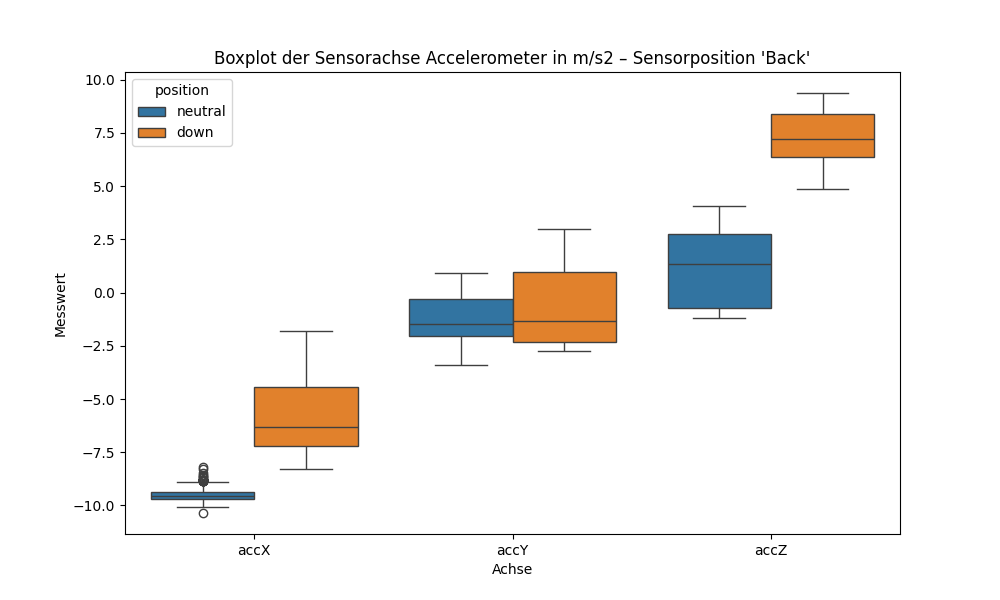 Boxplot der Sensorachse Accelerometer in m/s2 – Sensorposition 'Back'
position
neutral
down
10.0
7.5
5.0
2.5
0.0
−2.5
−5.0
−7.5
−10.0
Messwert
accX
accY
accZ
Achse